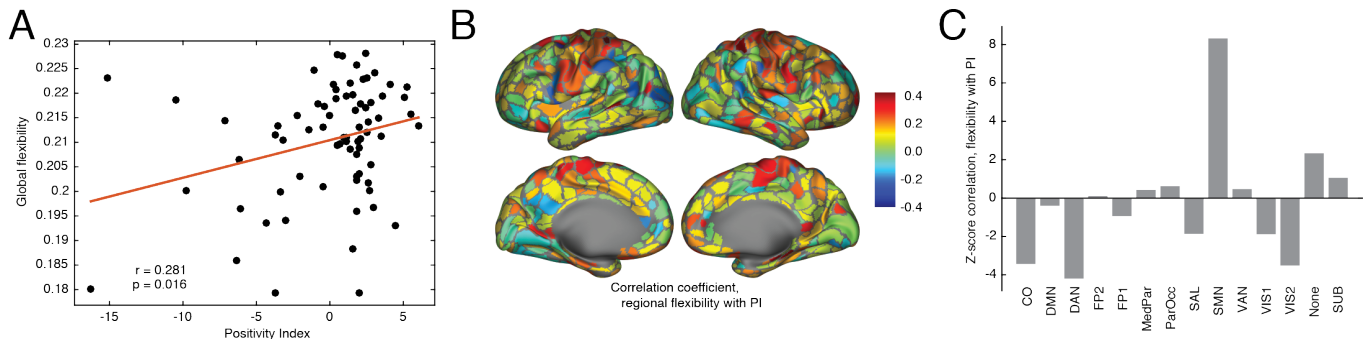 A
Global flexibility
0.23
0.225
0.22
0.215
0.21
0.205
0.2
0.195
0.19
0.185
0.18
r = 0.281
p = 0.016
-15
-10
-5
0
5
Positivity Index
B
0.4
0.2
0.0
-0.2
-0.4
Correlation coefficient,
regional flexibility with PI
C
Z-score correlation, flexibility with PI
8
6
4
2
0
-2
-4
CO
DMN
DAN
FP2
FP1
MedPar
ParOcc
SAL
SMN
VAN
VIS1
VIS2
None
SUB